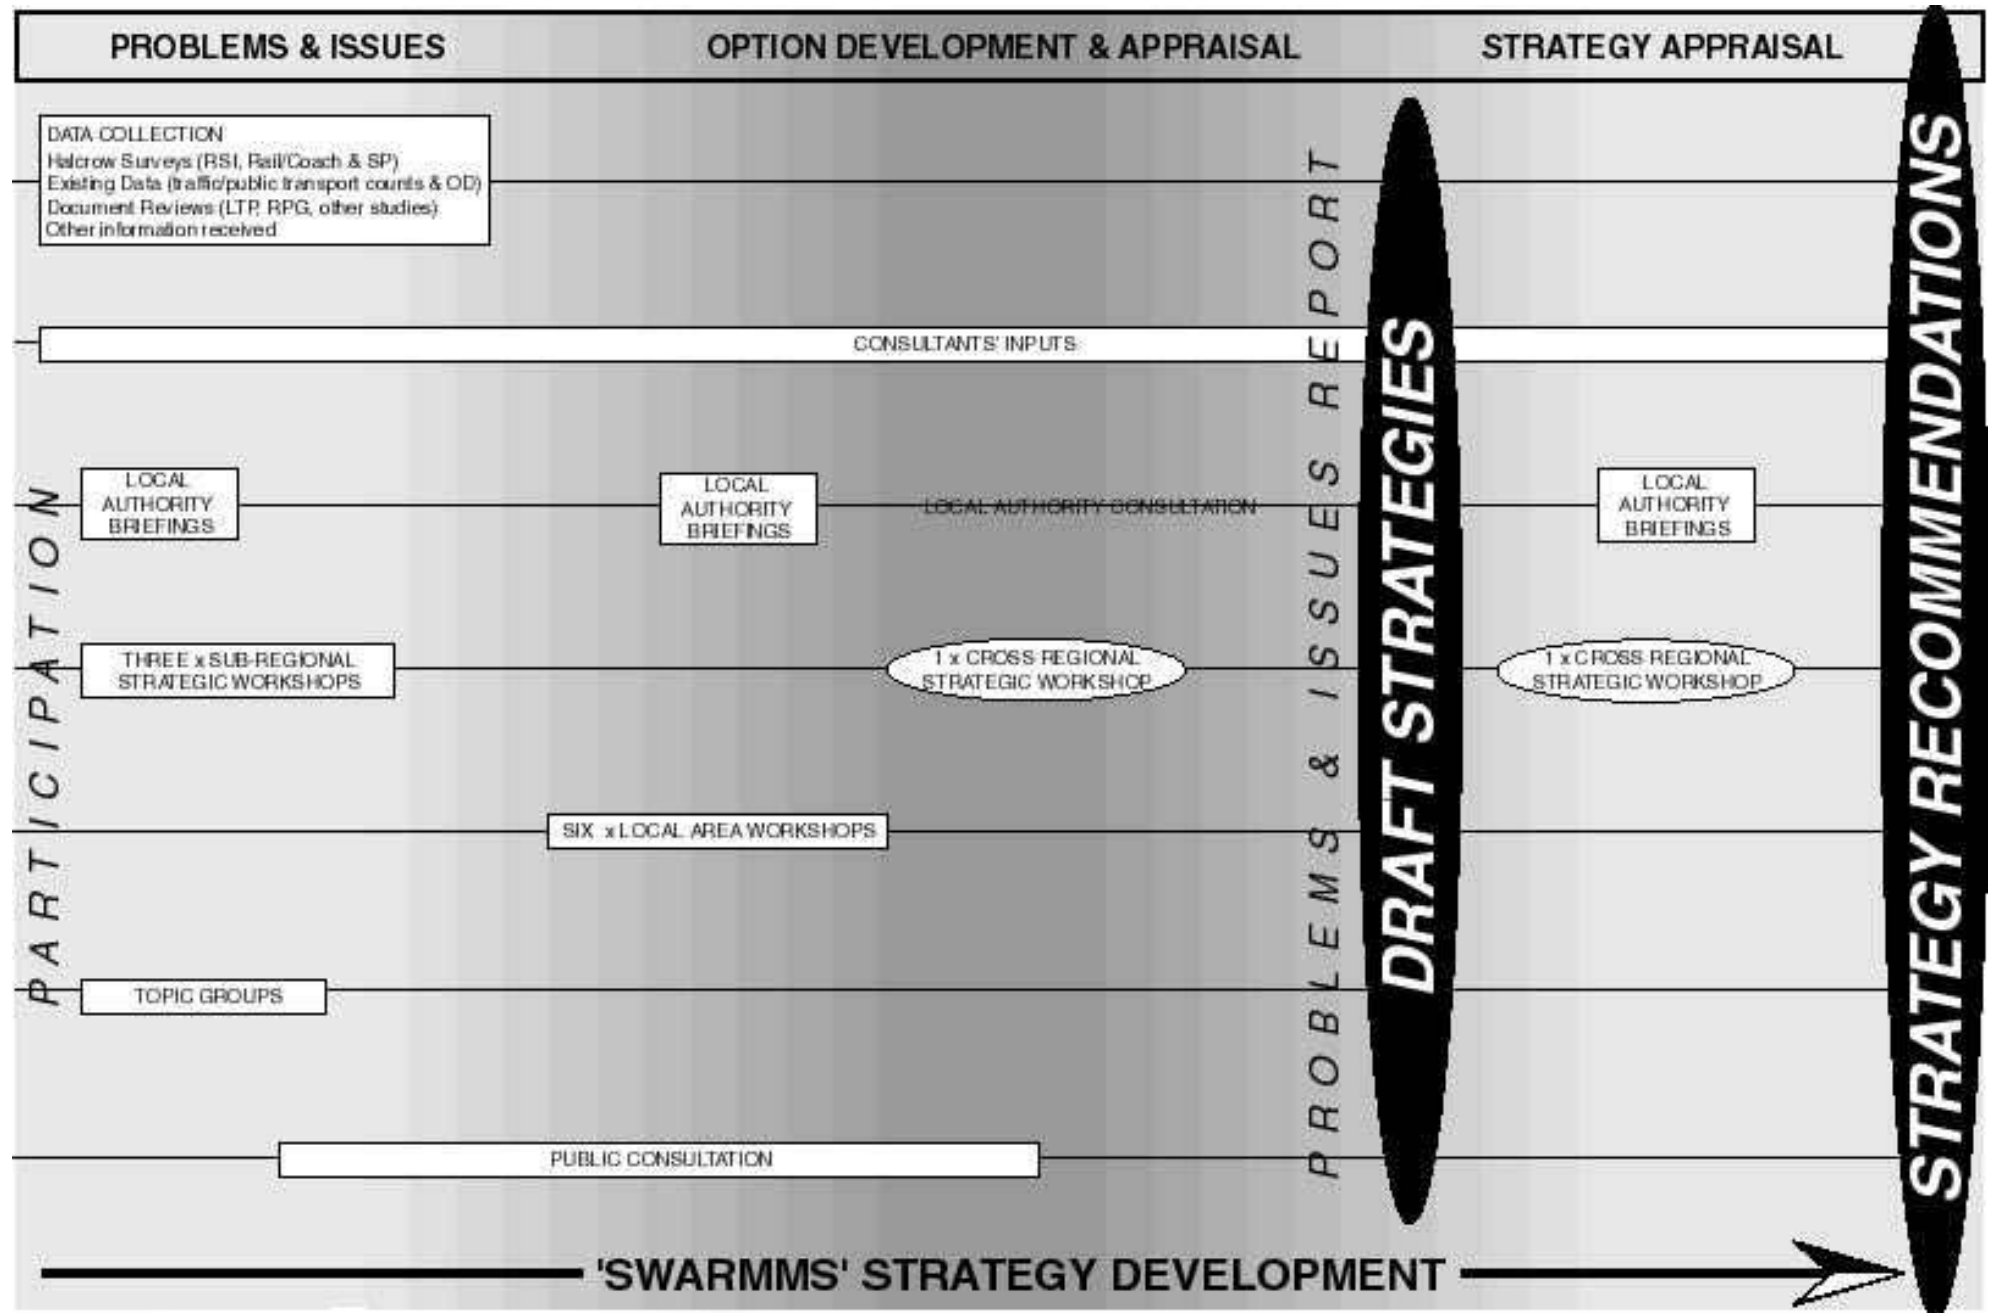 PROBLEMS & ISSUES
OPTION DEVELOPMENT & APPRAISAL
STRATEGY APPRAISAL
DATA COLLECTION
Halcrow Surveys (RSI, Rail/Coach & SP)
Existing Data (traffic/public transport counts & OD)
Document Reviews (LTP, RPG, other studies)
Other information received
CONSULTANTS' INPUTS
PARTICIPATION
LOCAL
AUTHORITY
BRIEFINGS
LOCAL
AUTHORITY
BRIEFINGS
LOCAL AUTHORITY CONSULTATION
LOCAL
AUTHORITY
BRIEFINGS
THREE x SUB-REGIONAL
STRATEGIC WORKSHOPS
1 x CROSS REGIONAL
STRATEGIC WORKSHOP
1 x CROSS REGIONAL
STRATEGIC WORKSHOP
SIX x LOCAL AREA WORKSHOPS
TOPIC GROUPS
PUBLIC CONSULTATION
PROBLEMS & ISSUES REPORT
DRAFT STRATEGIES
STRATEGY RECOMMENDATIONS
'SWARMMS' STRATEGY DEVELOPMENT